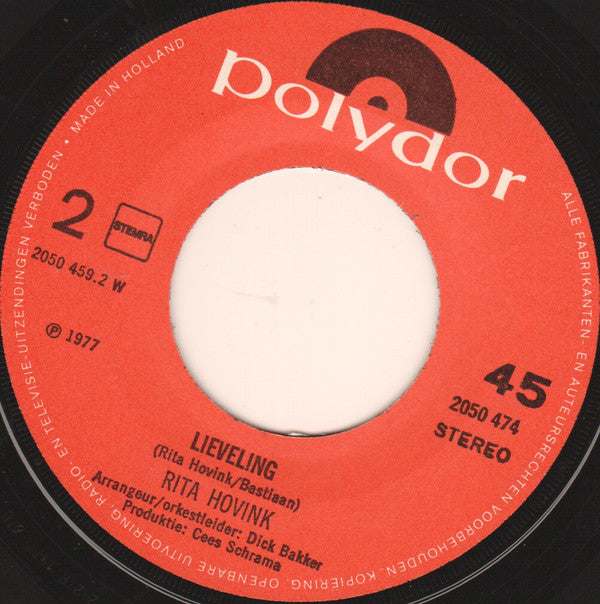 polydor
2
STEMRA
2050 459.2 W
℗ 1977
45
2050 474
STEREO
LIEVELING
(Rita Hovink/Bastiaan)
RITA HOVINK
Arrangeur/orkestleider: Dick Bakker
Produktie: Cees Schrama
ALLE FABRIKANTEN- EN AUTEURSRECHTEN VOORBEHOUDEN. KOPIERING, OPENBARE UITVOERING, RADIO- EN TELEVISIE-UITZENDINGEN VERBODEN • MADE IN HOLLAND